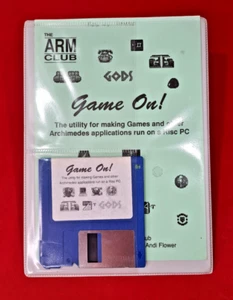 THE
ARM
CLUB
GODS
Game On!
The utility for making Games and other
Archimedes applications run on a Risc PC
Game On!
The utility for making Games and other
Archimedes applications run on a Risc PC
GODS
Andi Flower